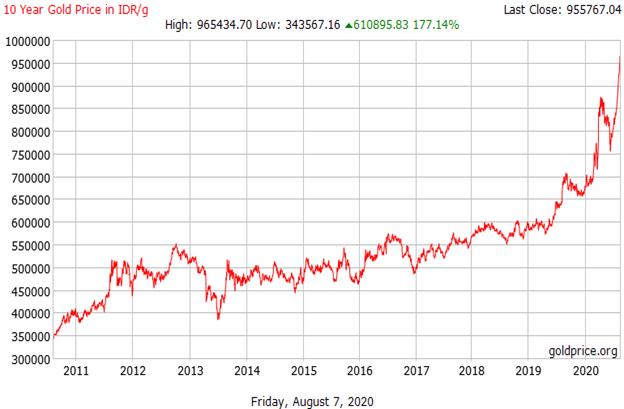 10 Year Gold Price in IDR/g
Last Close: 955767.04
High: 965434.70 Low: 343567.16 ▲610895.83 177.14%
1000000
950000
900000
850000
800000
750000
700000
650000
600000
550000
500000
450000
400000
350000
300000
goldprice.org
2011 2012 2013 2014 2015 2016 2017 2018 2019 2020
Friday, August 7, 2020